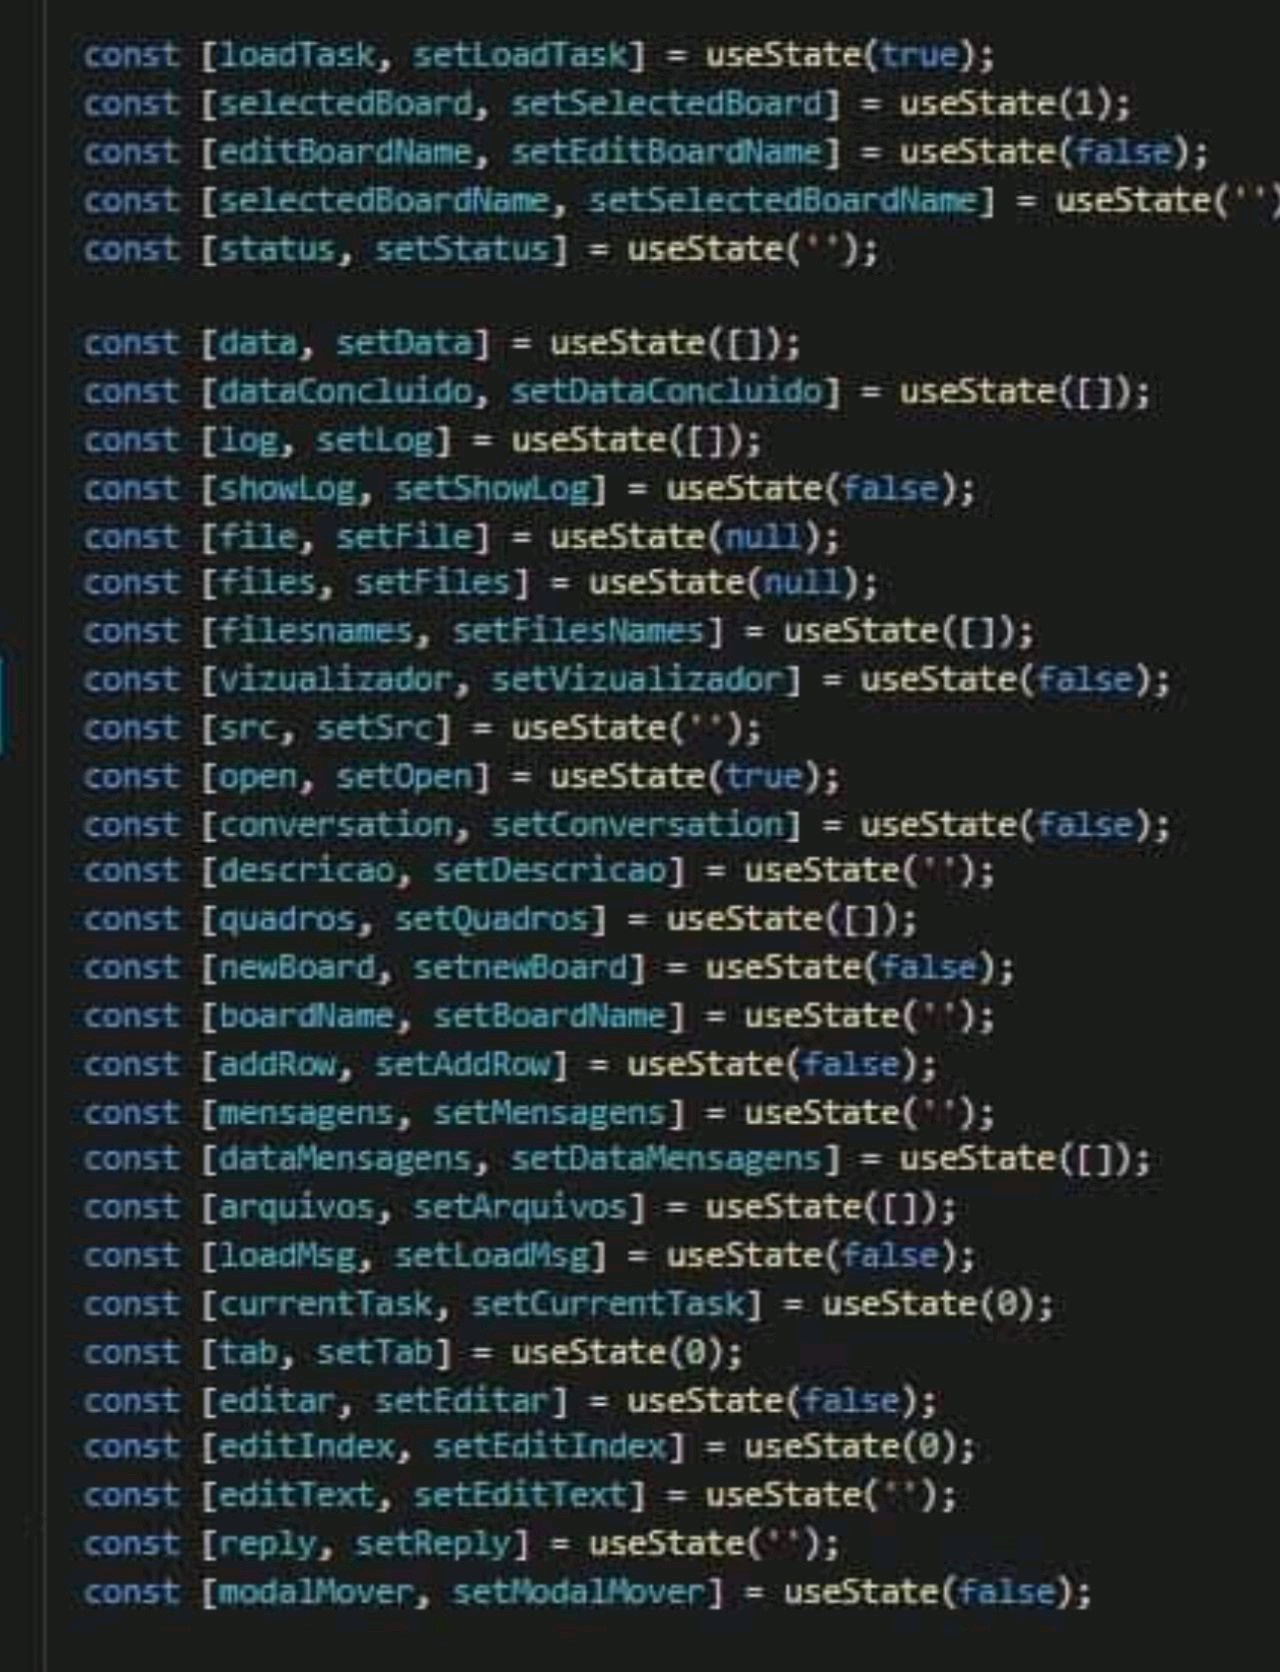 const [loadTask, setLoadTask] = useState(true);
const [selectedBoard, setSelectedBoard] = useState(1);
const [editBoardName, setEditBoardName] = useState(false);
const [selectedBoardName, setSelectedBoardName] = useState('')
const [status, setStatus] = useState('');
const [data, setData] = useState([]);
const [dataConcluido, setDataConcluido] = useState([]);
const [log, setLog] = useState([]);
const [showLog, setShowLog] = useState(false);
const [file, setFile] = useState(null);
const [files, setFiles] = useState(null);
const [filesnames, setFilesNames] = useState([]);
const [vizualizador, setVizualizador] = useState(false);
const [src, setSrc] = useState('');
const [open, setOpen] = useState(true);
const [conversation, setConversation] = useState(false);
const [descricao, setDescricao] = useState('');
const [quadros, setQuadros] = useState([]);
const [newBoard, setnewBoard] = useState(false);
const [boardName, setBoardName] = useState('');
const [addRow, setAddRow] = useState(false);
const [mensagens, setMensagens] = useState('');
const [dataMensagens, setDataMensagens] = useState([]);
const [arquivos, setArquivos] = useState([]);
const [loadMsg, setLoadMsg] = useState(false);
const [currentTask, setCurrentTask] = useState(0);
const [tab, setTab] = useState(0);
const [editar, setEditar] = useState(false);
const [editIndex, setEditIndex] = useState(0);
const [editText, setEditText] = useState('');
const [reply, setReply] = useState('');
const [modalMover, setModalMover] = useState(false);